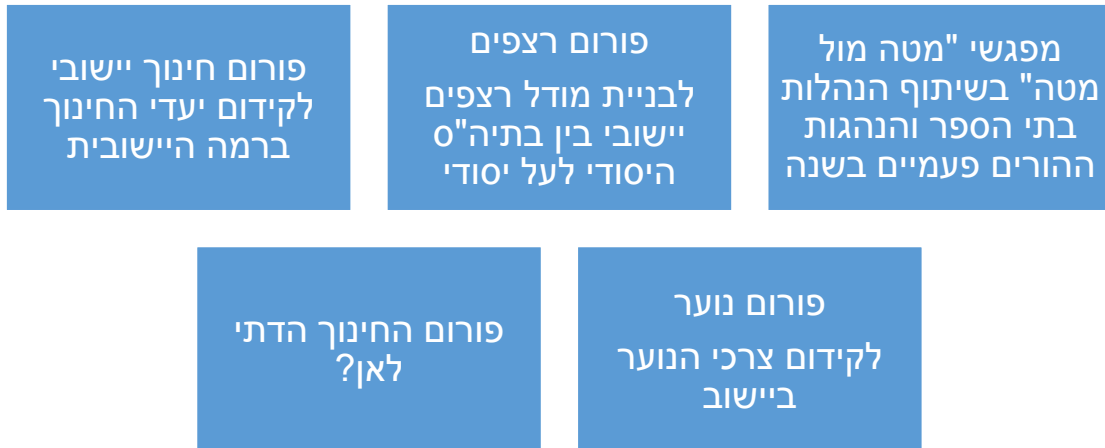 מפגשי "מטה מול
מטה" בשיתוף הנהלות
בתי הספר והנהגות
ההורים פעמיים בשנה
פורום רצפים
לבניית מודל רצפים
יישובי בין בתיה"ס
היסודי לעל יסודי
פורום חינוך יישובי
לקידום יעדי החינוך
ברמה היישובית
פורום נוער
לקידום צרכי הנוער
ביישוב
פורום החינוך הדתי
לאן?